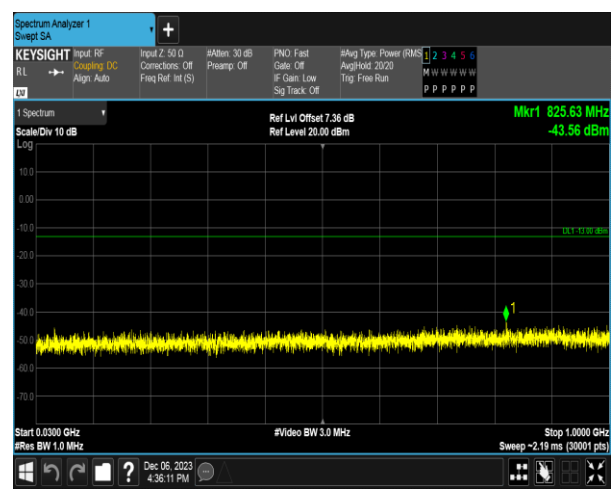 Spectrum Analyzer 1
Swept SA
+
KEYSIGHT
RL
LXI
Input: RF
Coupling: DC
Align: Auto
Input Z: 50 Ω
Corrections: Off
Freq Ref: Int (S)
#Atten: 30 dB
Preamp: Off
PNO: Fast
Gate: Off
IF Gain: Low
Sig Track: Off
#Avg Type: Power (RMS
Avg|Hold: 20/20
Trig: Free Run
1 2 3 4 5 6
M W W W W W
P P P P P P
1 Spectrum
Scale/Div 10 dB
Log
Ref Lvl Offset 7.36 dB
Ref Level 20.00 dBm
Mkr1 825.63 MHz
-43.56 dBm
10.0
0.00
-10.0
DL1 -13.00 dBm
-20.0
-30.0
-40.0
1
-50.0
-60.0
-70.0
Start 0.0300 GHz
#Res BW 1.0 MHz
#Video BW 3.0 MHz
Stop 1.0000 GHz
Sweep ~2.19 ms (30001 pts)
?
Dec 06, 2023
4:36:11 PM